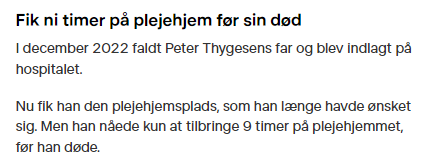 Fik ni timer på plejehjem før sin død
I december 2022 faldt Peter Thygesens far og blev indlagt på
hospitalet.
Nu fik han den plejehjemsplads, som han længe havde ønsket
sig. Men han nåede kun at tilbringe 9 timer på plejehjemmet,
før han døde.